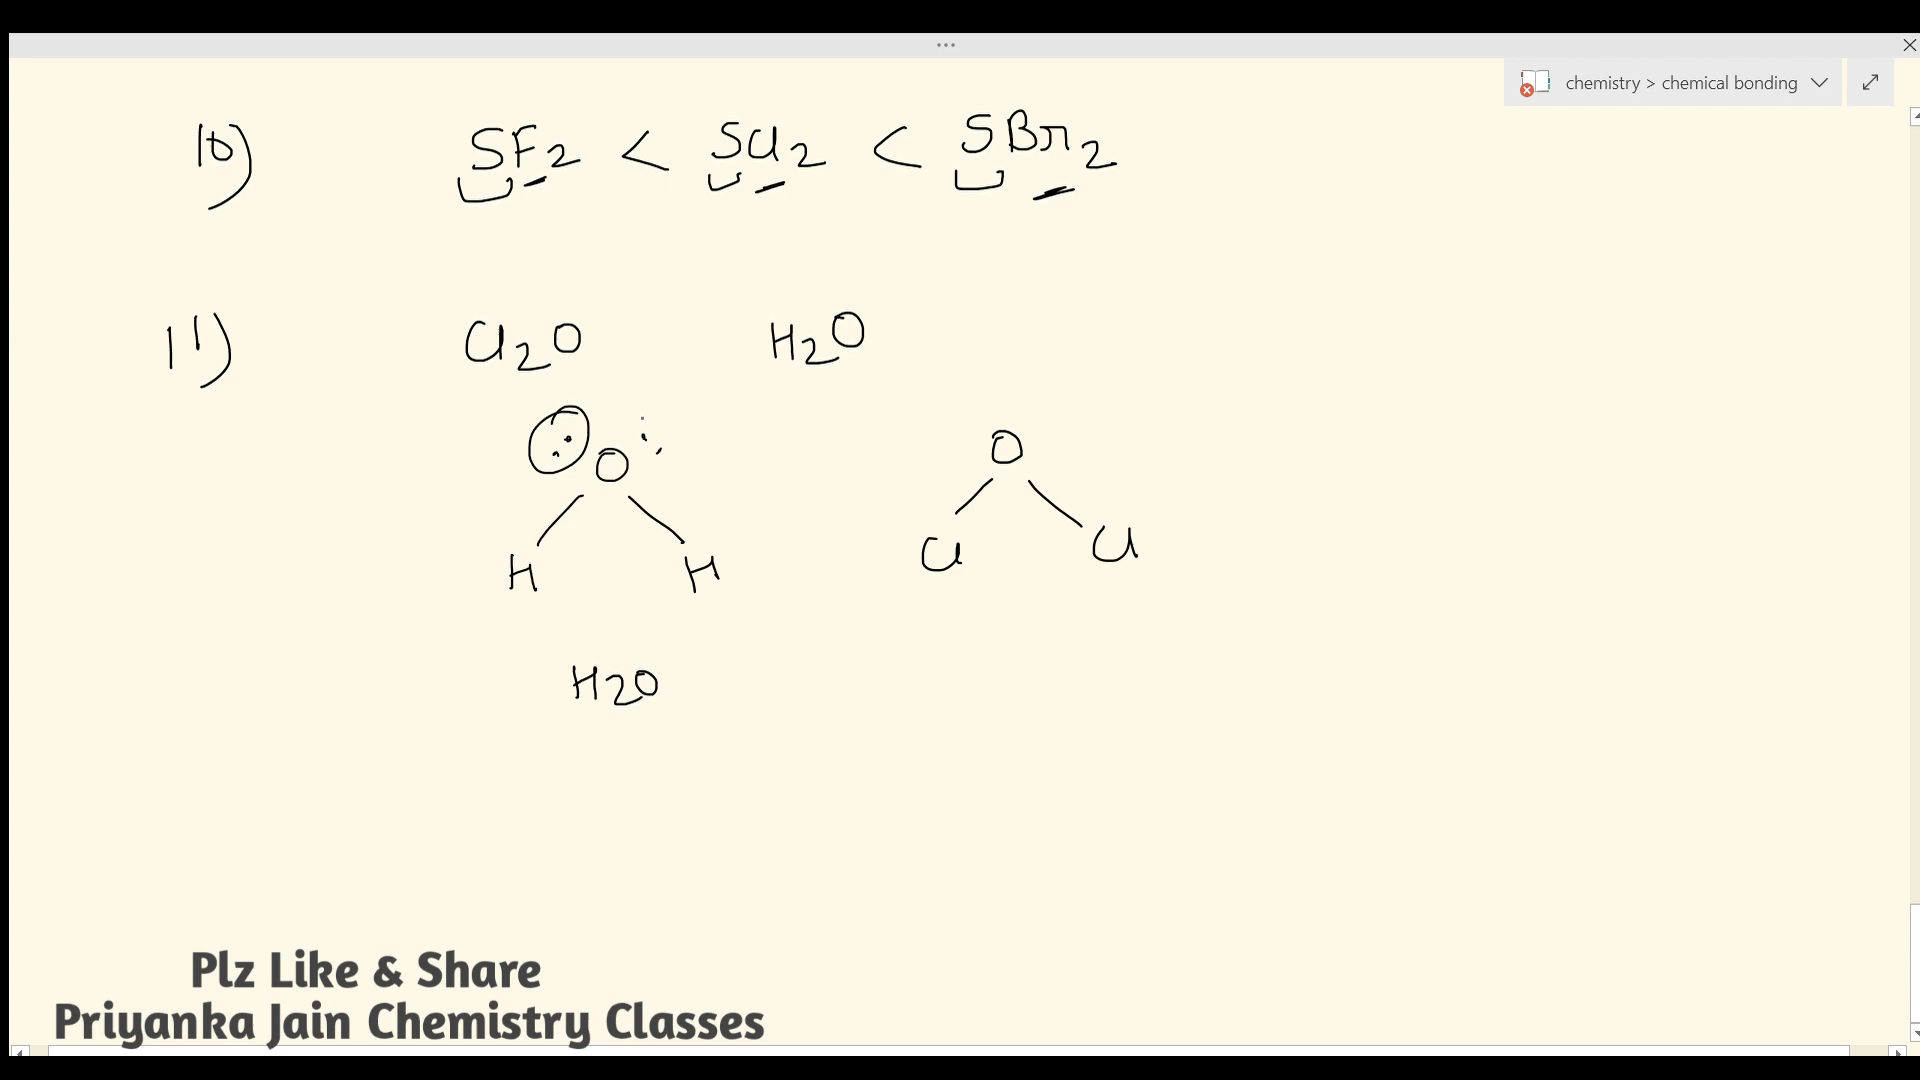 chemistry > chemical bonding
10) SF2 < SCl2 < SBr2
11) Cl2O H2O
O O
H H Cl Cl
H2O
Plz Like & Share
Priyanka Jain Chemistry Classes